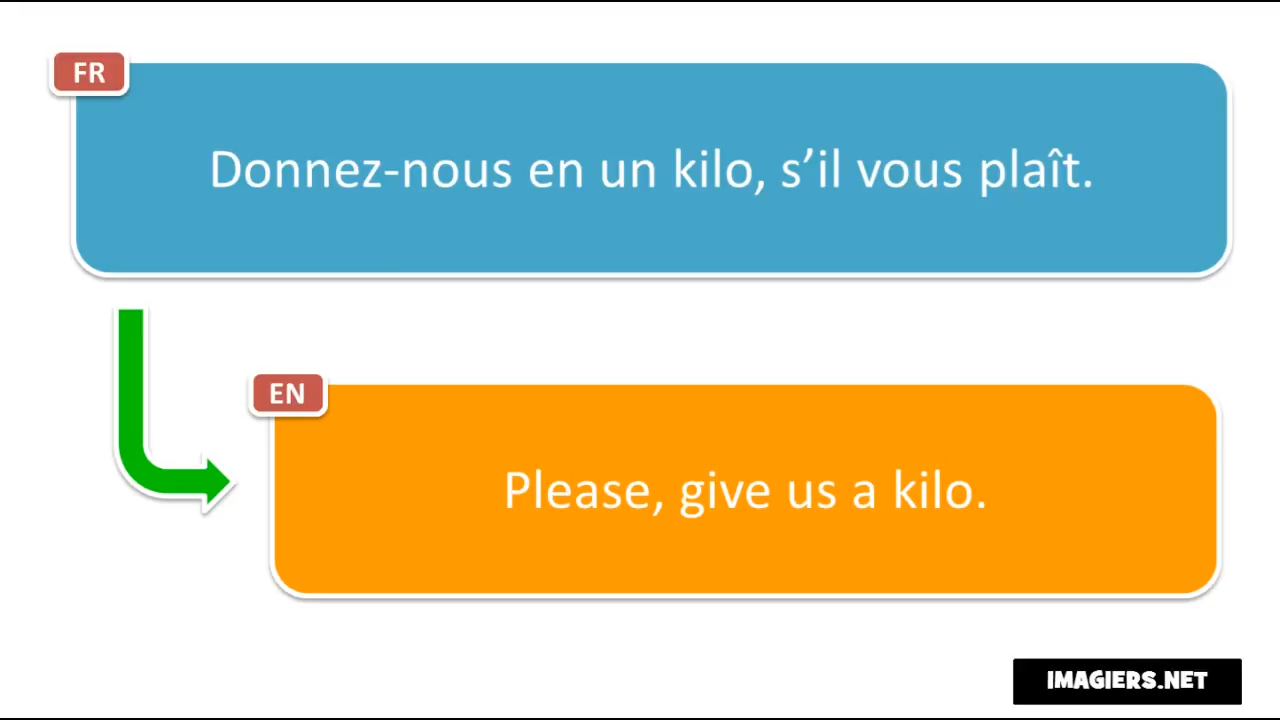 FR
Donnez-nous en un kilo, s’il vous plaît.
EN
Please, give us a kilo.
IMAGIERS.NET